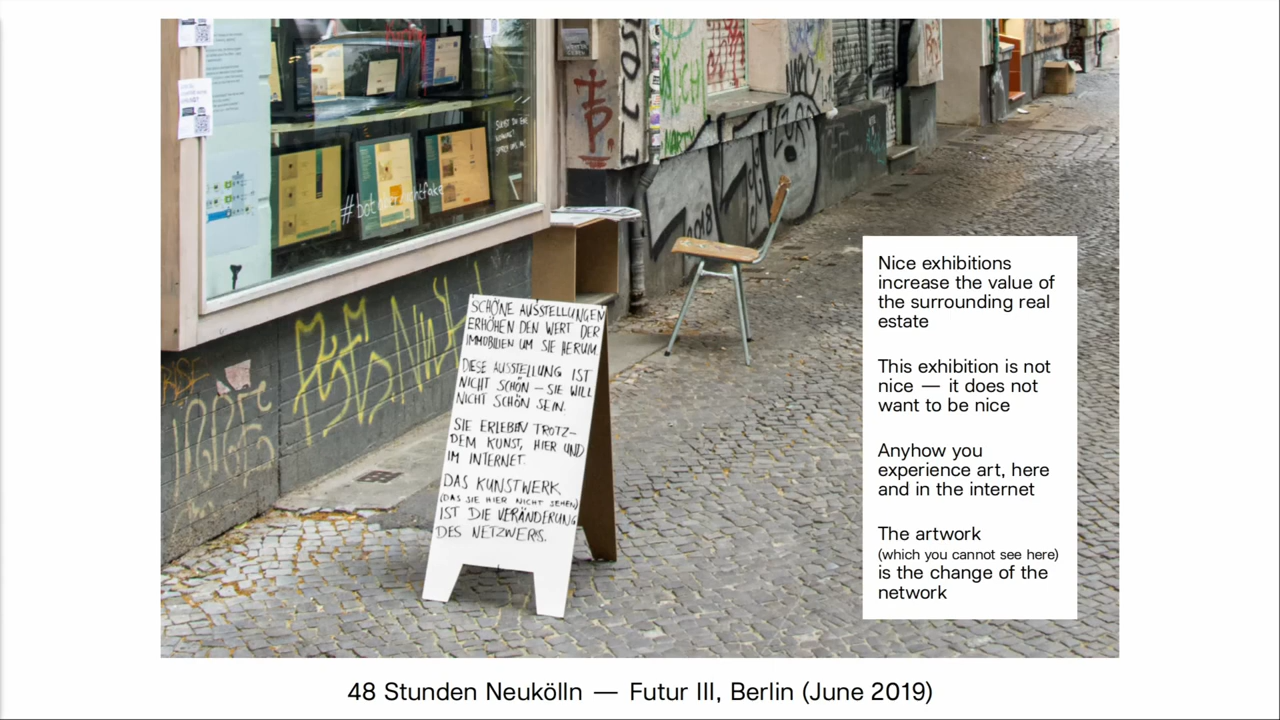 #bot
nichtfake
2018
SCHÖNE AUSSTELLUNGEN
ERHÖHEN DEN WERT DER
IMMOBILIEN UM SIE HERUM.
DIESE AUSSTELLUNG IST
NICHT SCHÖN – SIE WILL
NICHT SCHÖN SEIN.
SIE ERLEBEN TROTZ-
DEM KUNST, HIER UND
IM INTERNET.
DAS KUNSTWERK
(DAS SIE HIER NICHT SEHEN)
IST DIE VERÄNDERUNG
DES NETZWERKS.
Nice exhibitions
increase the value of
the surrounding real
estate
This exhibition is not
nice — it does not
want to be nice
Anyhow you
experience art, here
and in the internet
The artwork
(which you cannot see here)
is the change of the
network
48 Stunden Neukölln — Futur III, Berlin (June 2019)